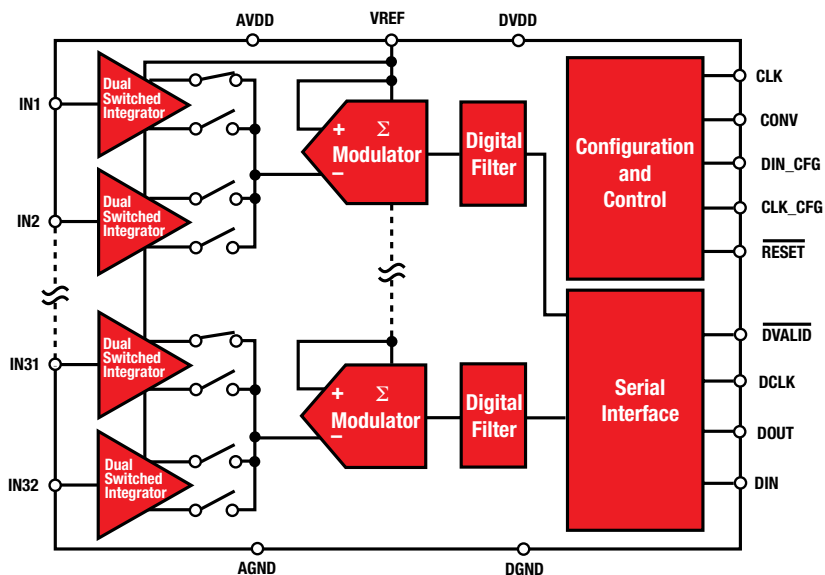 AVDD
VREF
DVDD
IN1
Dual
Switched
Integrator
IN2
Dual
Switched
Integrator
+
Σ
Modulator
−
Digital
Filter
Configuration
and
Control
CLK
CONV
DIN_CFG
CLK_CFG
RESET
IN31
Dual
Switched
Integrator
IN32
Dual
Switched
Integrator
+
Σ
Modulator
−
Digital
Filter
Serial
Interface
DVALID
DCLK
DOUT
DIN
AGND
DGND